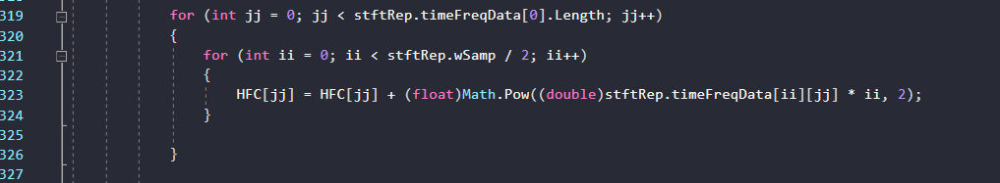 319 for (int jj = 0; jj < stftRep.timeFreqData[0].Length; jj++)
320 {
321 for (int ii = 0; ii < stftRep.wSamp / 2; ii++)
322 {
323 HFC[jj] = HFC[jj] + (float)Math.Pow((double)stftRep.timeFreqData[ii][jj] * ii, 2);
324 }
325
326 }
327